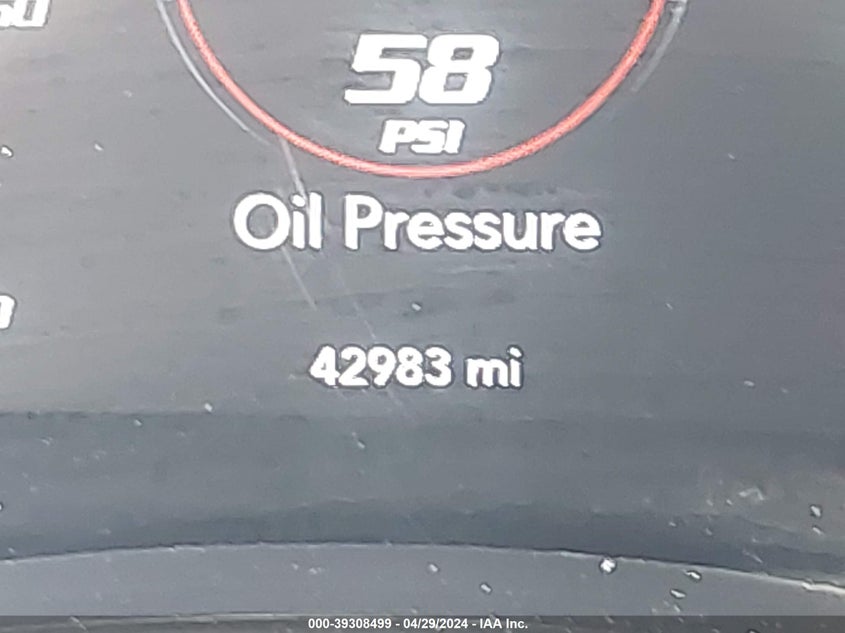 58
PSI
Oil Pressure
42983 mi
000-39308499 - 04/29/2024 - IAA Inc.